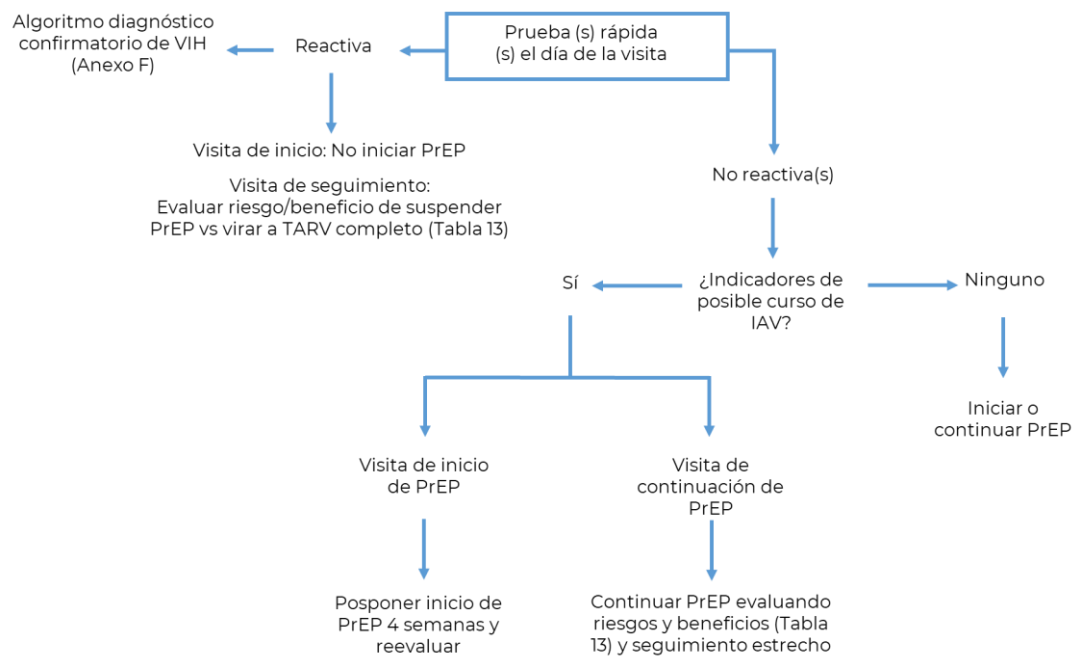 Algoritmo diagnóstico
confirmatorio de VIH
(Anexo F)
Reactiva
Prueba (s) rápida
(s) el día de la visita
Visita de inicio: No iniciar PrEP
Visita de seguimiento:
Evaluar riesgo/beneficio de suspender
PrEP vs virar a TARV completo (Tabla 13)
No reactiva(s)
Sí
¿Indicadores de
posible curso de
IAV?
Ninguno
Iniciar o
continuar PrEP
Visita de inicio
de PrEP
Visita de
continuación de
PrEP
Posponer inicio de
PrEP 4 semanas y
reevaluar
Continuar PrEP evaluando
riesgos y beneficios (Tabla
13) y seguimiento estrecho